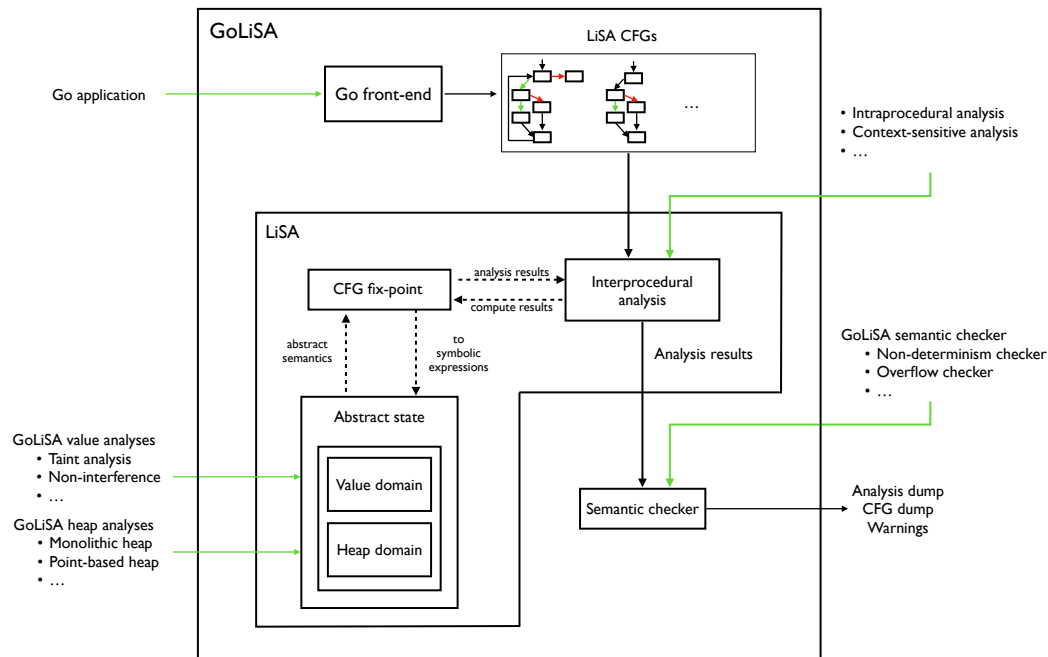 GoLiSA
LiSA CFGs
Go application
Go front-end
...
• Intraprocedural analysis
• Context-sensitive analysis
• ...
LiSA
CFG fix-point
analysis results
compute results
Interprocedural
analysis
abstract
semantics
to
symbolic
expressions
Analysis results
GoLiSA semantic checker
• Non-determinism checker
• Overflow checker
• ...
Abstract state
GoLiSA value analyses
• Taint analysis
• Non-interference
• ...
Value domain
GoLiSA heap analyses
• Monolithic heap
• Point-based heap
• ...
Heap domain
Semantic checker
Analysis dump
CFG dump
Warnings